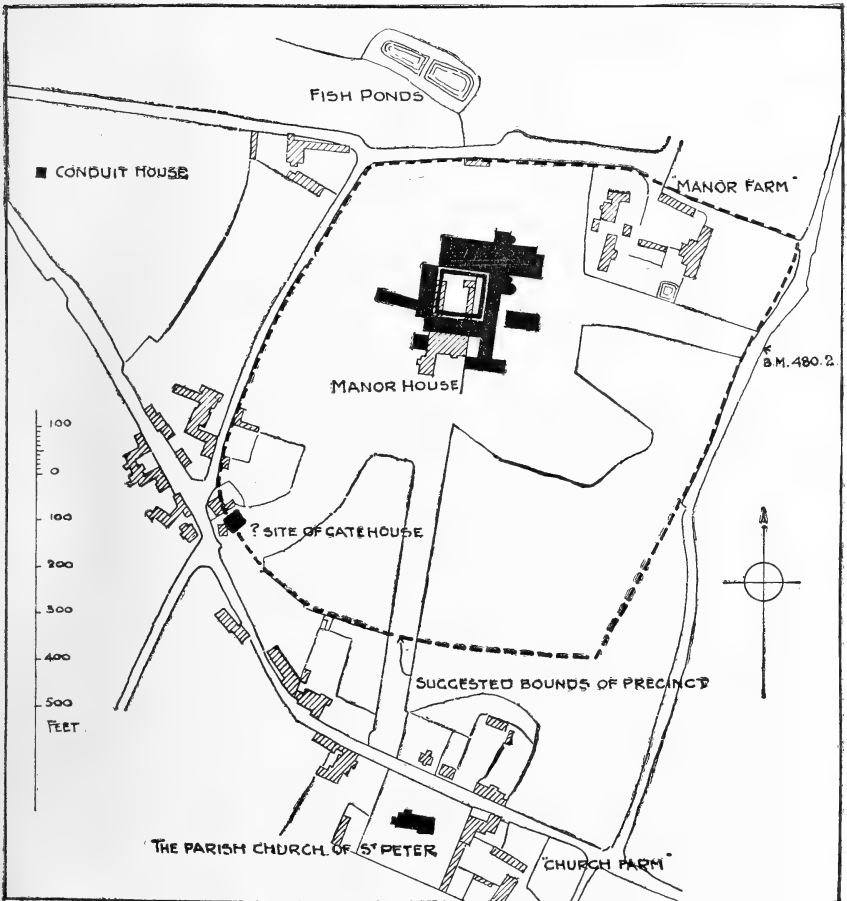 FISH PONDS
CONDUIT HOUSE
"MANOR FARM"
B.M. 480.2.
MANOR HOUSE
100
0
100
200
300
400
500
FEET.
? SITE OF GATEHOUSE
SUGGESTED BOUNDS OF PRECINCT
THE PARISH CHURCH OF ST PETER
"CHURCH FARM"